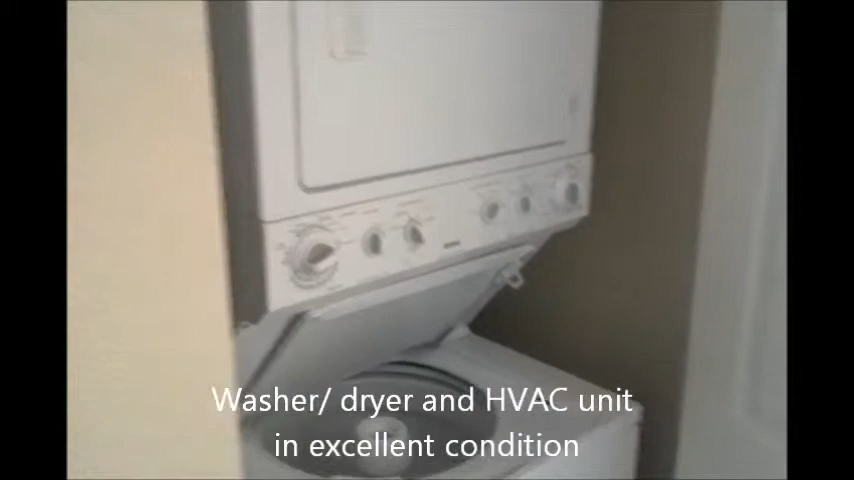 Washer/ dryer and HVAC unit
in excellent condition